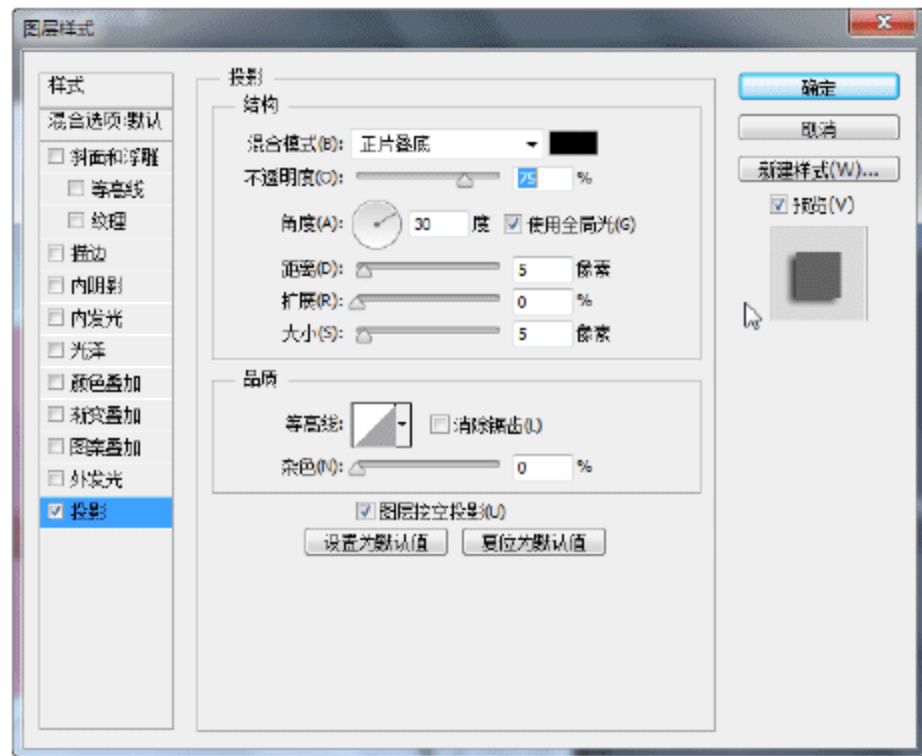 图层样式
样式
混合选项:默认
斜面和浮雕
等高线
纹理
描边
内阴影
内发光
光泽
颜色叠加
渐变叠加
图案叠加
外发光
投影
投影
结构
混合模式(B): 正片叠底
不透明度(O): 75 %
角度(A): 30 度 使用全局光(G)
距离(D): 5 像素
扩展(R): 0 %
大小(S): 5 像素
品质
等高线: 消除锯齿(L)
杂色(N): 0 %
图层挖空投影(U)
设置为默认值 复位为默认值
确定
取消
新建样式(W)...
预览(V)